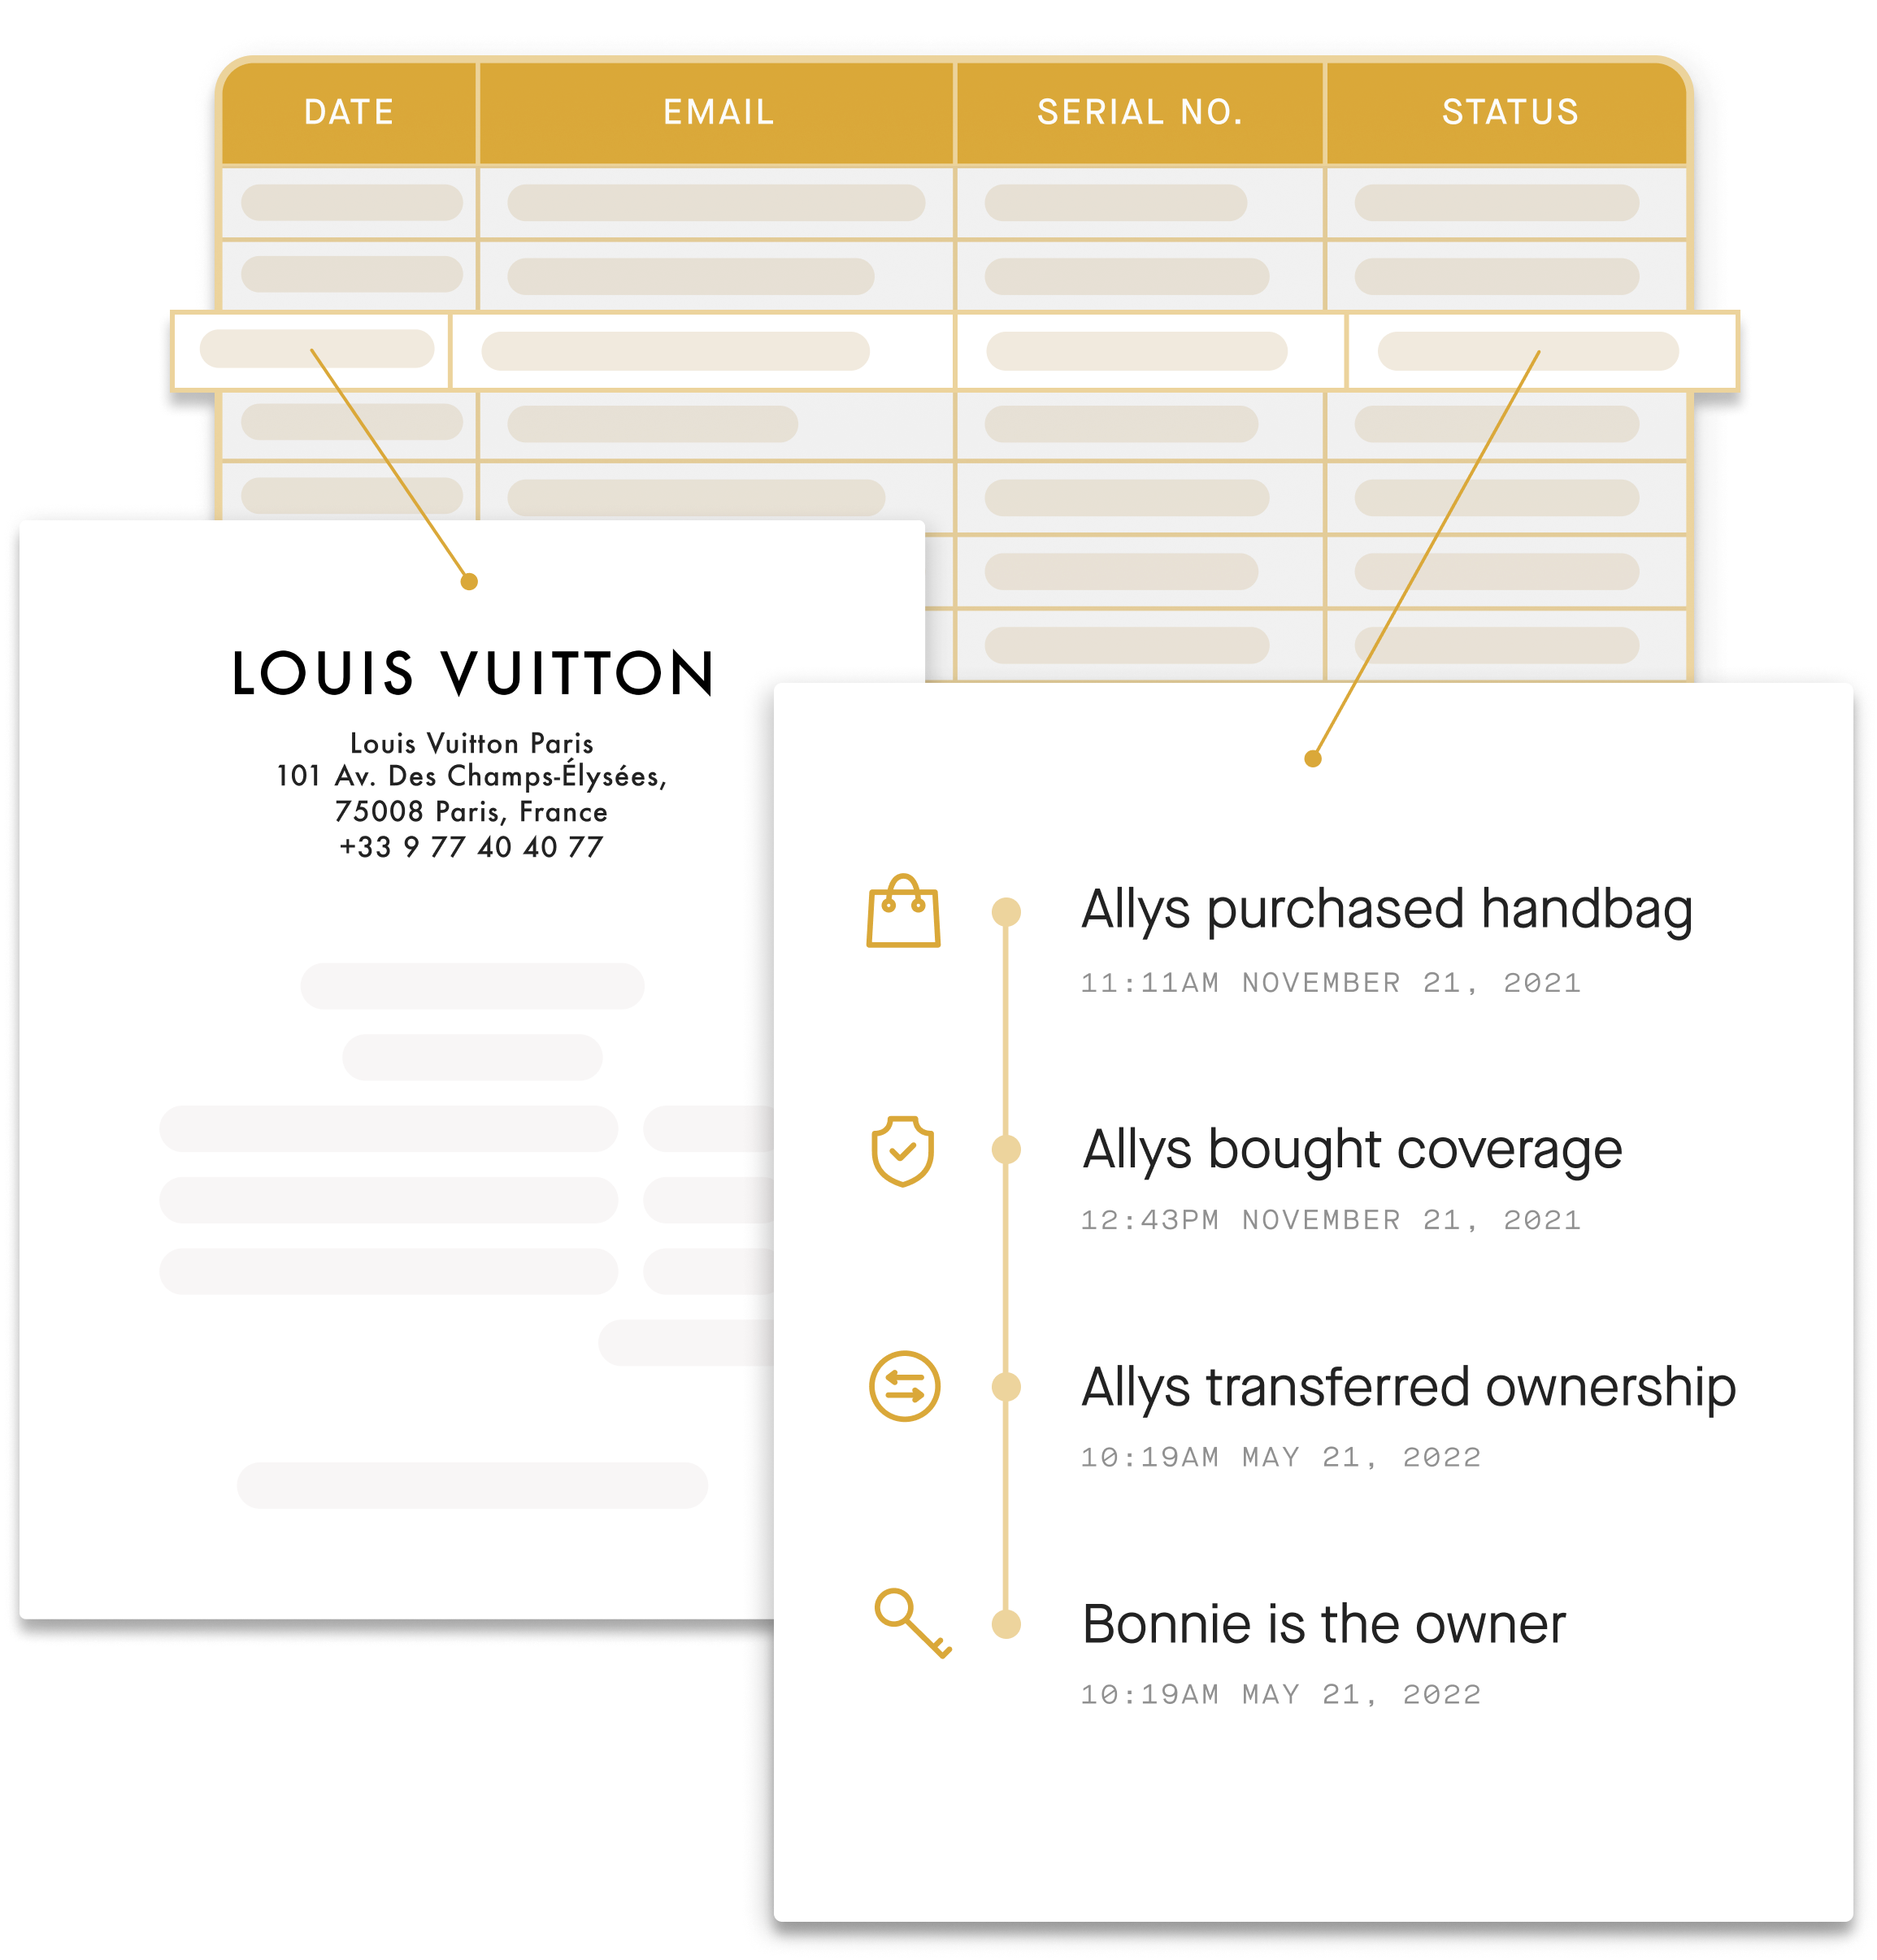 DATE EMAIL SERIAL NO. STATUS
LOUIS VUITTON
Louis Vuitton Paris
101 Av. Des Champs-Élysées,
75008 Paris, France
+33 9 77 40 40 77
Allys purchased handbag
11:11AM NOVEMBER 21, 2021
Allys bought coverage
12:43PM NOVEMBER 21, 2021
Allys transferred ownership
10:19AM MAY 21, 2022
Bonnie is the owner
10:19AM MAY 21, 2022